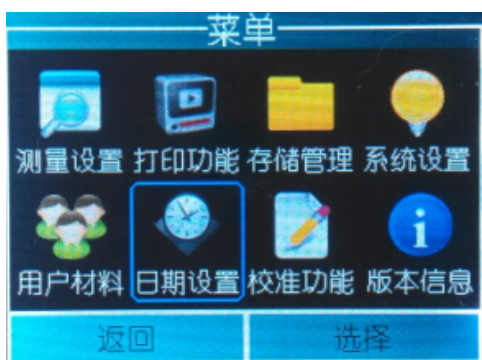 菜单
测量设置 打印功能 存储管理 系统设置
用户材料 日期设置 校准功能 版本信息
返回 选择